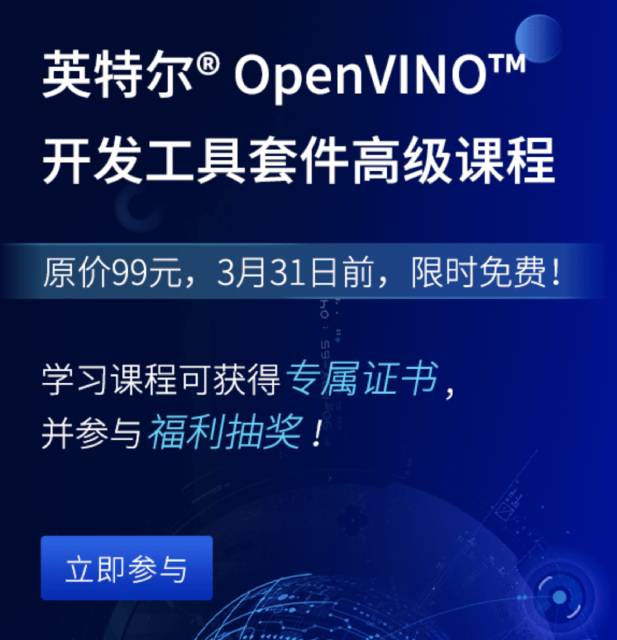 英特尔® OpenVINO™
开发工具套件高级课程
原价99元，3月31日前，限时免费！
学习课程可获得专属证书，
并参与福利抽奖！
立即参与